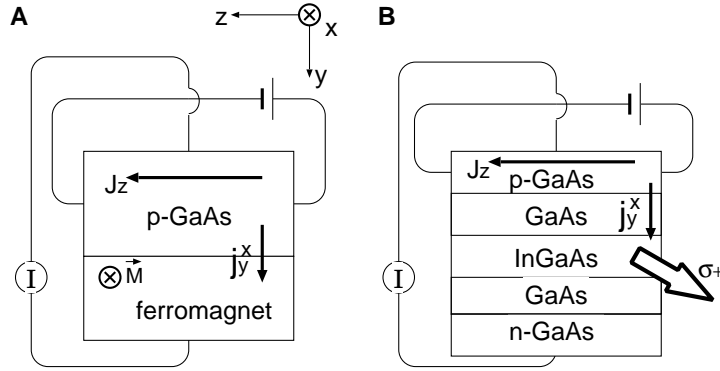 A
z
x
y
Jz
p-GaAs
j_y^x
I
M
ferromagnet
B
Jz
p-GaAs
GaAs
j_y^x
InGaAs
I
σ+
GaAs
n-GaAs